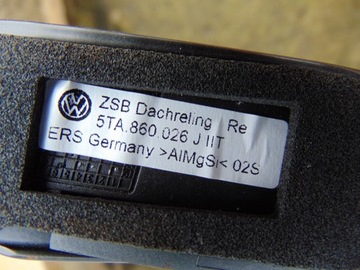 ZSB Dachreling Re
5TA.860.026 J IIT
ERS Germany >AlMgSi< 02S